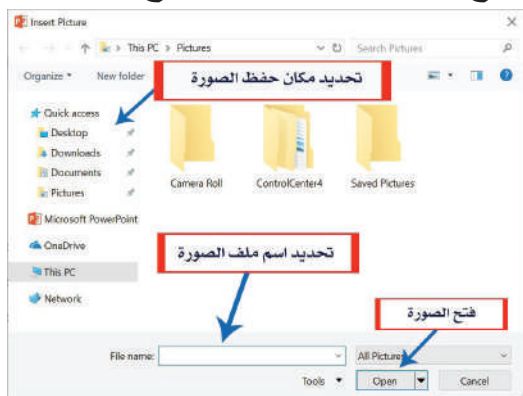 Insert Picture
This PC > Pictures
Search Pictures
Organize
New folder
تحديد مكان حفظ الصورة
Quick access
Desktop
Downloads
Documents
Pictures
Camera Roll
ControlCenter4
Saved Pictures
Microsoft PowerPoint
OneDrive
This PC
Network
تحديد اسم ملف الصورة
فتح الصورة
File name:
All Pictures
Tools
Open
Cancel